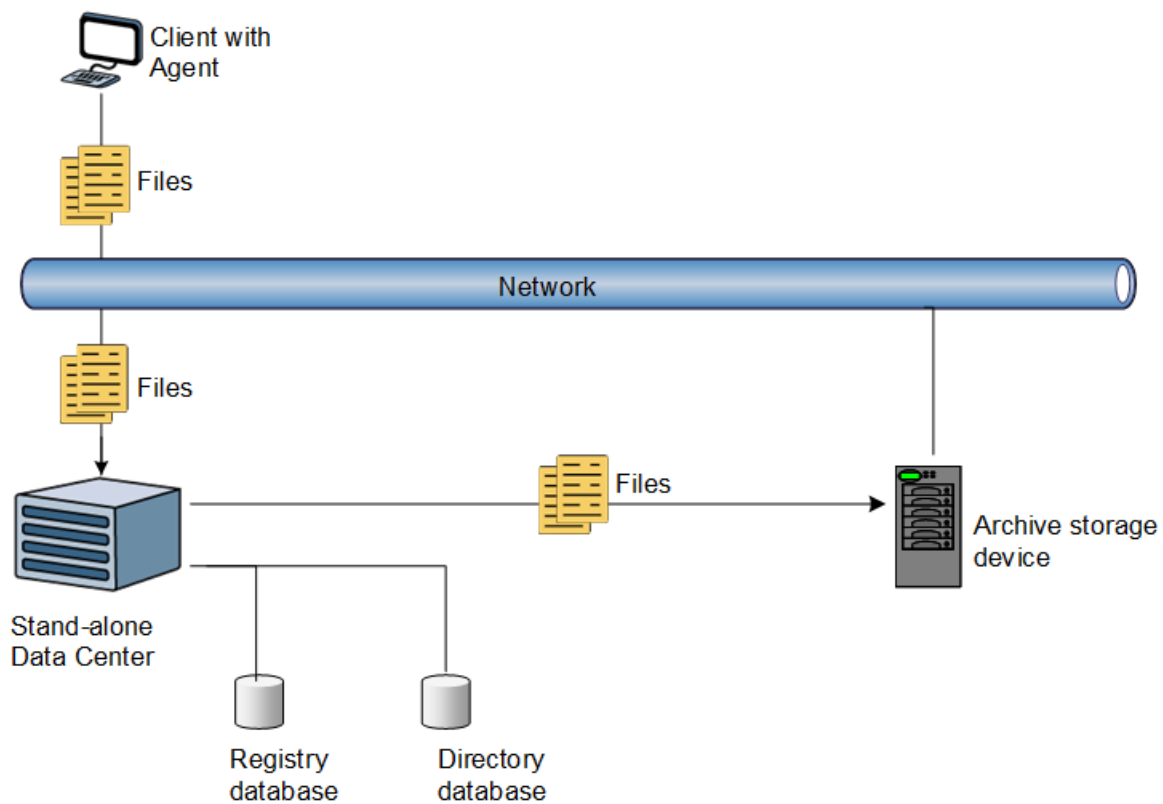 Client with
Agent
Files
Network
Files
Files
Archive storage
device
Stand-alone
Data Center
Registry
database
Directory
database